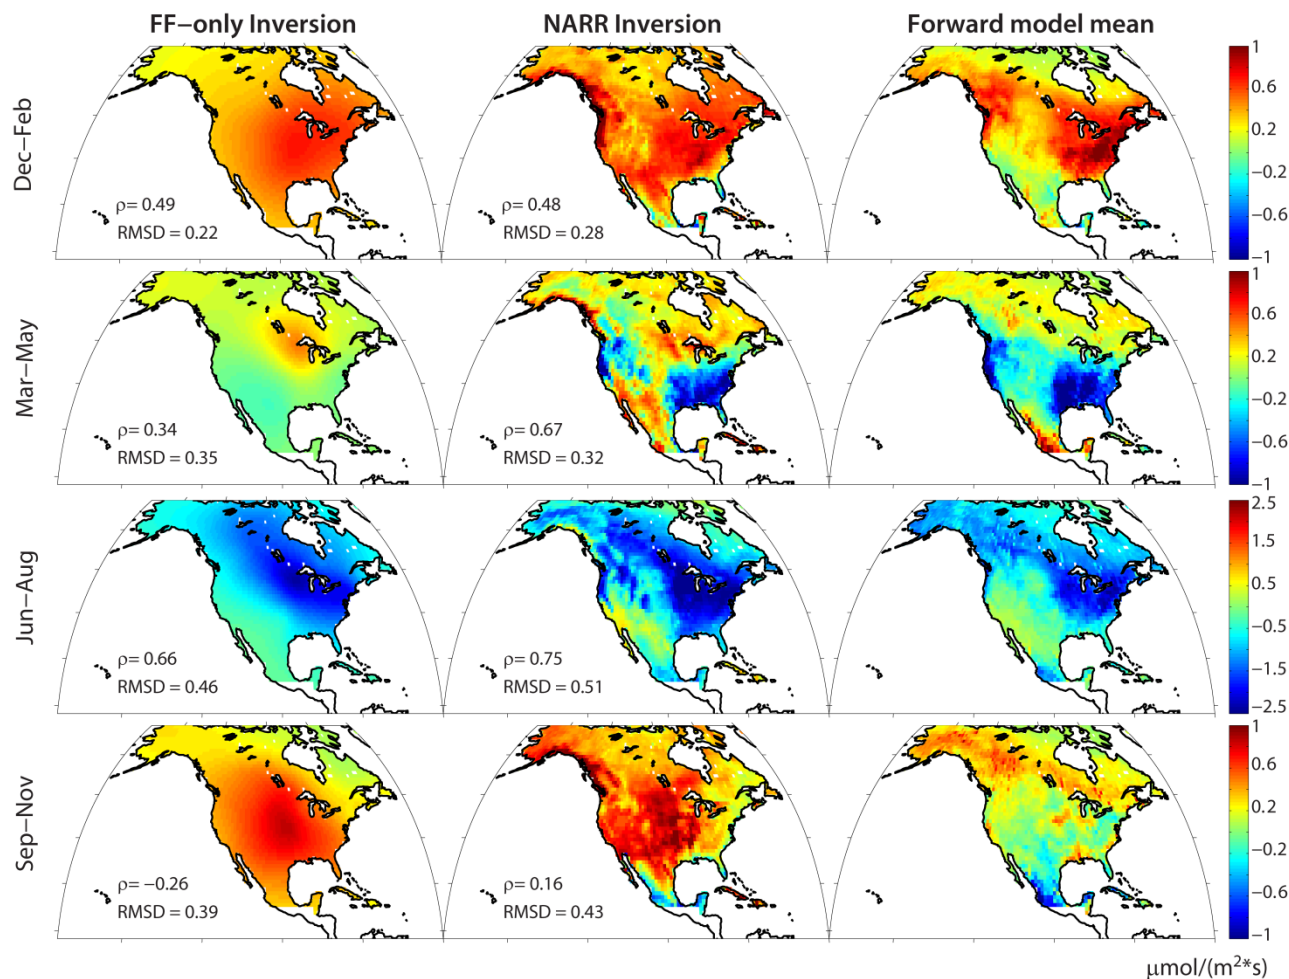 FF−only Inversion NARR Inversion Forward model mean
Dec−Feb
ρ= 0.49
RMSD = 0.22
ρ= 0.48
RMSD = 0.28
1
0.6
0.2
−0.2
−0.6
−1
Mar−May
ρ= 0.34
RMSD = 0.35
ρ= 0.67
RMSD = 0.32
1
0.6
0.2
−0.2
−0.6
−1
Jun−Aug
ρ= 0.66
RMSD = 0.46
ρ= 0.75
RMSD = 0.51
2.5
1.5
0.5
−0.5
−1.5
−2.5
Sep−Nov
ρ= −0.26
RMSD = 0.39
ρ= 0.16
RMSD = 0.43
1
0.6
0.2
−0.2
−0.6
−1
μmol/(m²*s)